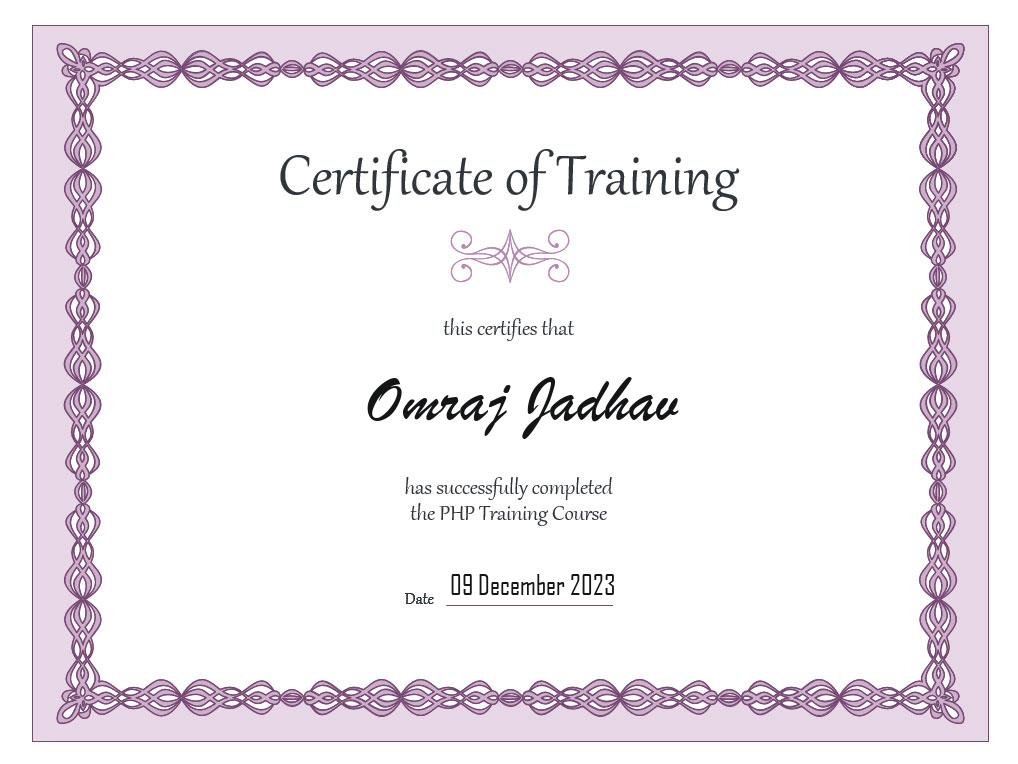 Certificate of Training
this certifies that
Omraj Jadhav
has successfully completed
the PHP Training Course
Date 09 December 2023